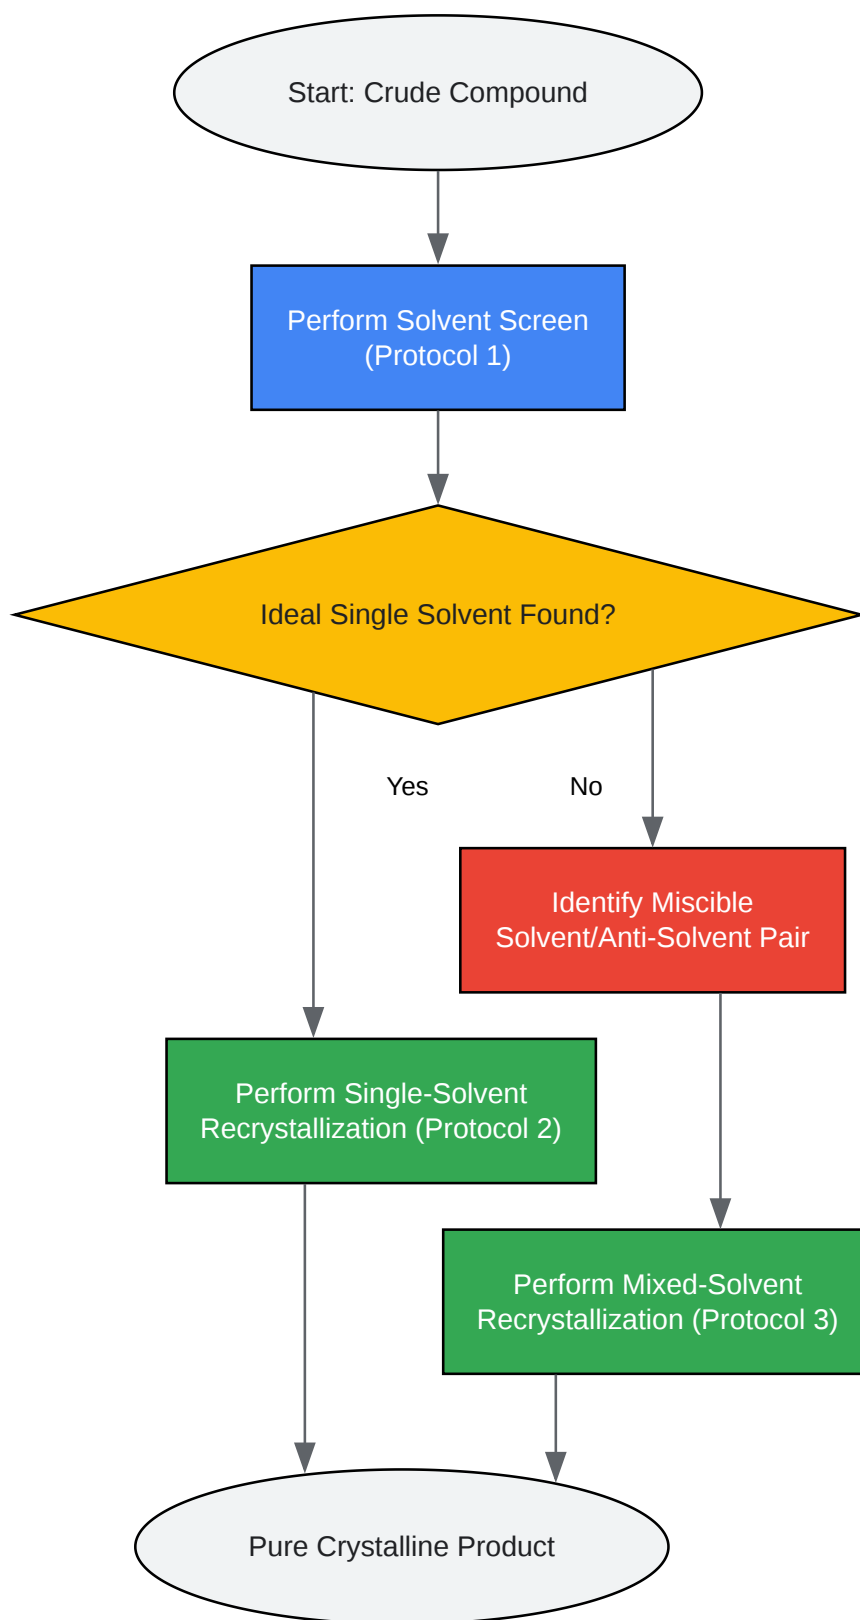 Start: Crude Compound
Perform Solvent Screen
(Protocol 1)
Ideal Single Solvent Found?
Yes
No
Identify Miscible
Solvent/Anti-Solvent Pair
Perform Single-Solvent
Recrystallization (Protocol 2)
Perform Mixed-Solvent
Recrystallization (Protocol 3)
Pure Crystalline Product